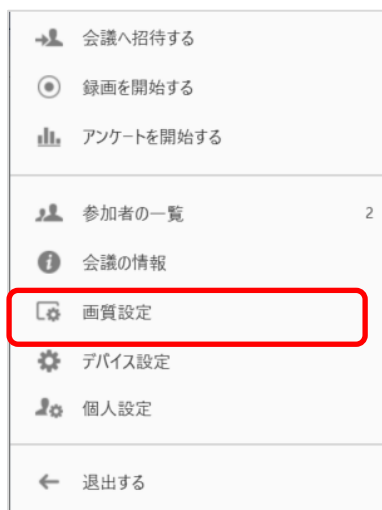 会議へ招待する
録画を開始する
アンケートを開始する
参加者の一覧 2
会議の情報
画質設定
デバイス設定
個人設定
退出する